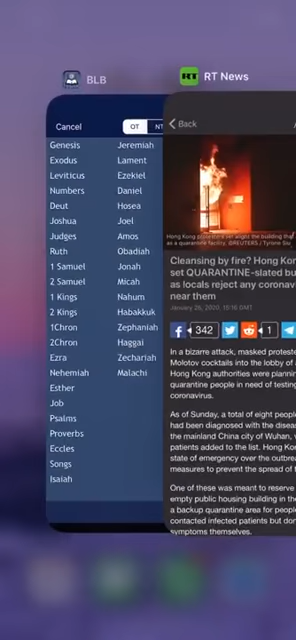 BLB
RT News
Cancel
OT
NT
Genesis
Exodus
Leviticus
Numbers
Deut
Joshua
Judges
Ruth
1 Samuel
2 Samuel
1 Kings
2 Kings
1Chron
2Chron
Ezra
Nehemiah
Esther
Job
Psalms
Proverbs
Eccles
Songs
Isaiah
Jeremiah
Lament
Ezekiel
Daniel
Hosea
Joel
Amos
Obadiah
Jonah
Micah
Nahum
Habakkuk
Zephaniah
Haggai
Zechariah
Malachi
RT
Back
Hong Kong protesters set alight the building that
as a quarantine facility. ©REUTERS / Tyrone Siu
Cleansing by fire? Hong Ko
set QUARANTINE-slated bu
as locals reject any coronavi
near them
January 26, 2020, 15:16 GMT
342
1
In a bizarre attack, masked proteste
Molotov cocktails into the lobby of a
Hong Kong authorities were plannin
quarantine people in need of testing
coronavirus.
As of Sunday, a total of eight people
had been diagnosed with the diseas
the mainland China city of Wuhan, w
patients added to the list. Hong Kon
state of emergency over the outbrea
measures to prevent the spread of t
One of these was meant to reserve
empty public housing building in the
a backup quarantine area for people
contacted infected patients but don
symptoms themselves.